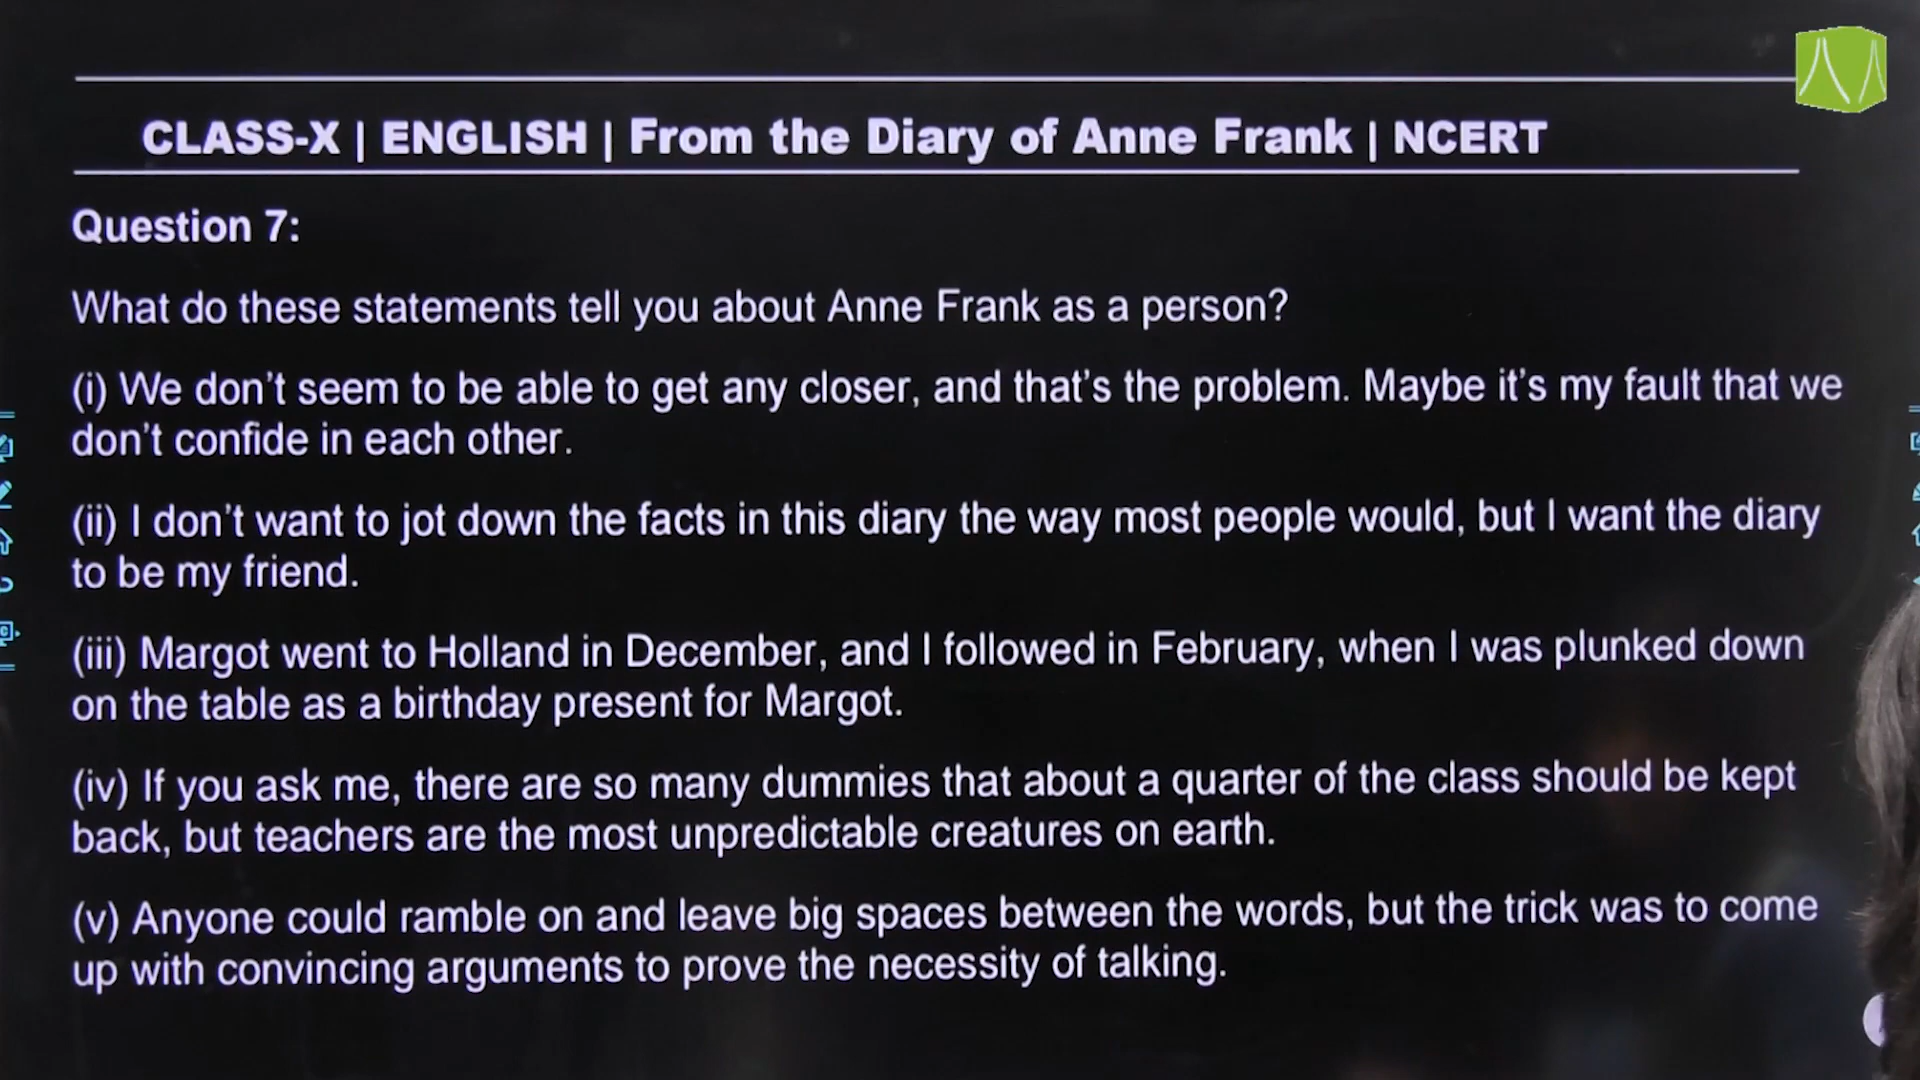 CLASS-X | ENGLISH | From the Diary of Anne Frank | NCERT
Question 7:
What do these statements tell you about Anne Frank as a person?
(i) We don’t seem to be able to get any closer, and that’s the problem. Maybe it’s my fault that we
don’t confide in each other.
(ii) I don’t want to jot down the facts in this diary the way most people would, but I want the diary
to be my friend.
(iii) Margot went to Holland in December, and I followed in February, when I was plunked down
on the table as a birthday present for Margot.
(iv) If you ask me, there are so many dummies that about a quarter of the class should be kept
back, but teachers are the most unpredictable creatures on earth.
(v) Anyone could ramble on and leave big spaces between the words, but the trick was to come
up with convincing arguments to prove the necessity of talking.